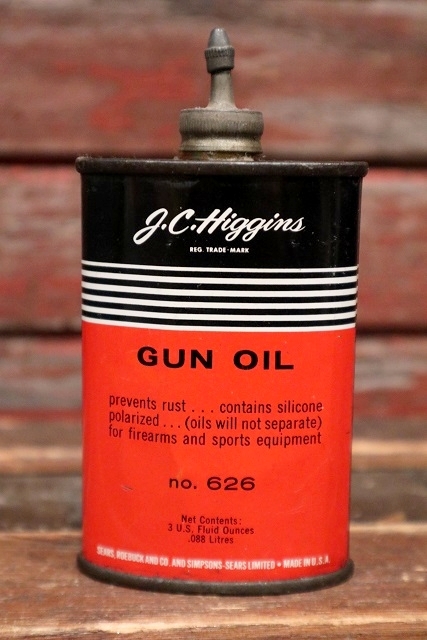 J.C. Higgins
REG. TRADE-MARK
GUN OIL
prevents rust . . . contains silicone
polarized . . . (oils will not separate)
for firearms and sports equipment
no. 626
Net Contents:
3 U.S. Fluid Ounces
.088 Litres
SEARS, ROEBUCK AND CO. AND SIMPSONS-SEARS LIMITED • MADE IN U.S.A.